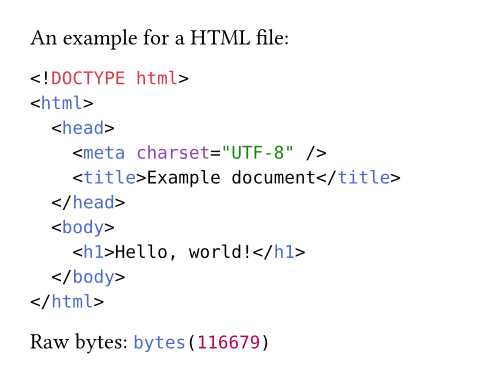 An example for a HTML file:
<!DOCTYPE html>
<html>
  <head>
    <meta charset="UTF-8" />
    <title>Example document</title>
  </head>
  <body>
    <h1>Hello, world!</h1>
  </body>
</html>
Raw bytes: bytes(116679)